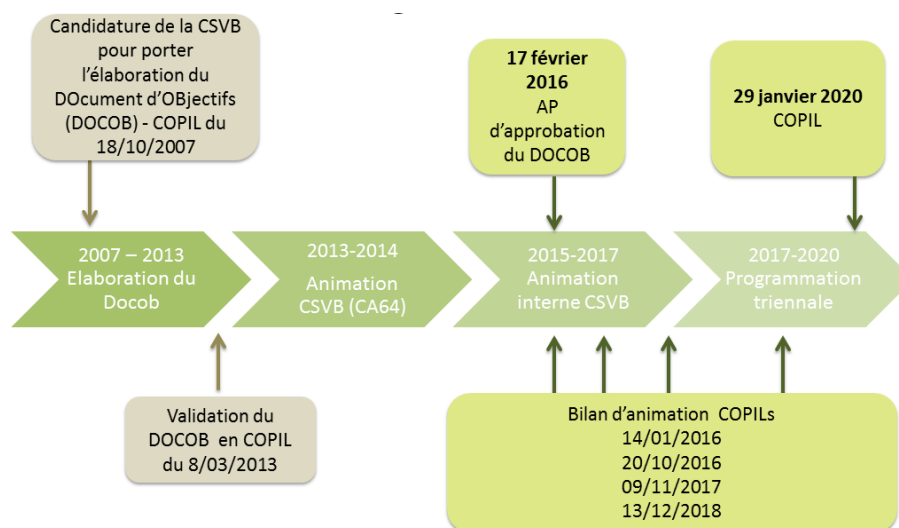 Candidature de la CSVB
pour porter
l'élaboration du
DOcument d'OBjectifs
(DOCOB) - COPIL du
18/10/2007
17 février
2016
AP
d'approbation
du DOCOB
29 janvier 2020
COPIL
2007 – 2013
Elaboration du
Docob
2013-2014
Animation
CSVB (CA64)
2015-2017
Animation
interne CSVB
2017-2020
Programmation
triennale
Validation du
DOCOB en COPIL
du 8/03/2013
Bilan d'animation COPILs
14/01/2016
20/10/2016
09/11/2017
13/12/2018